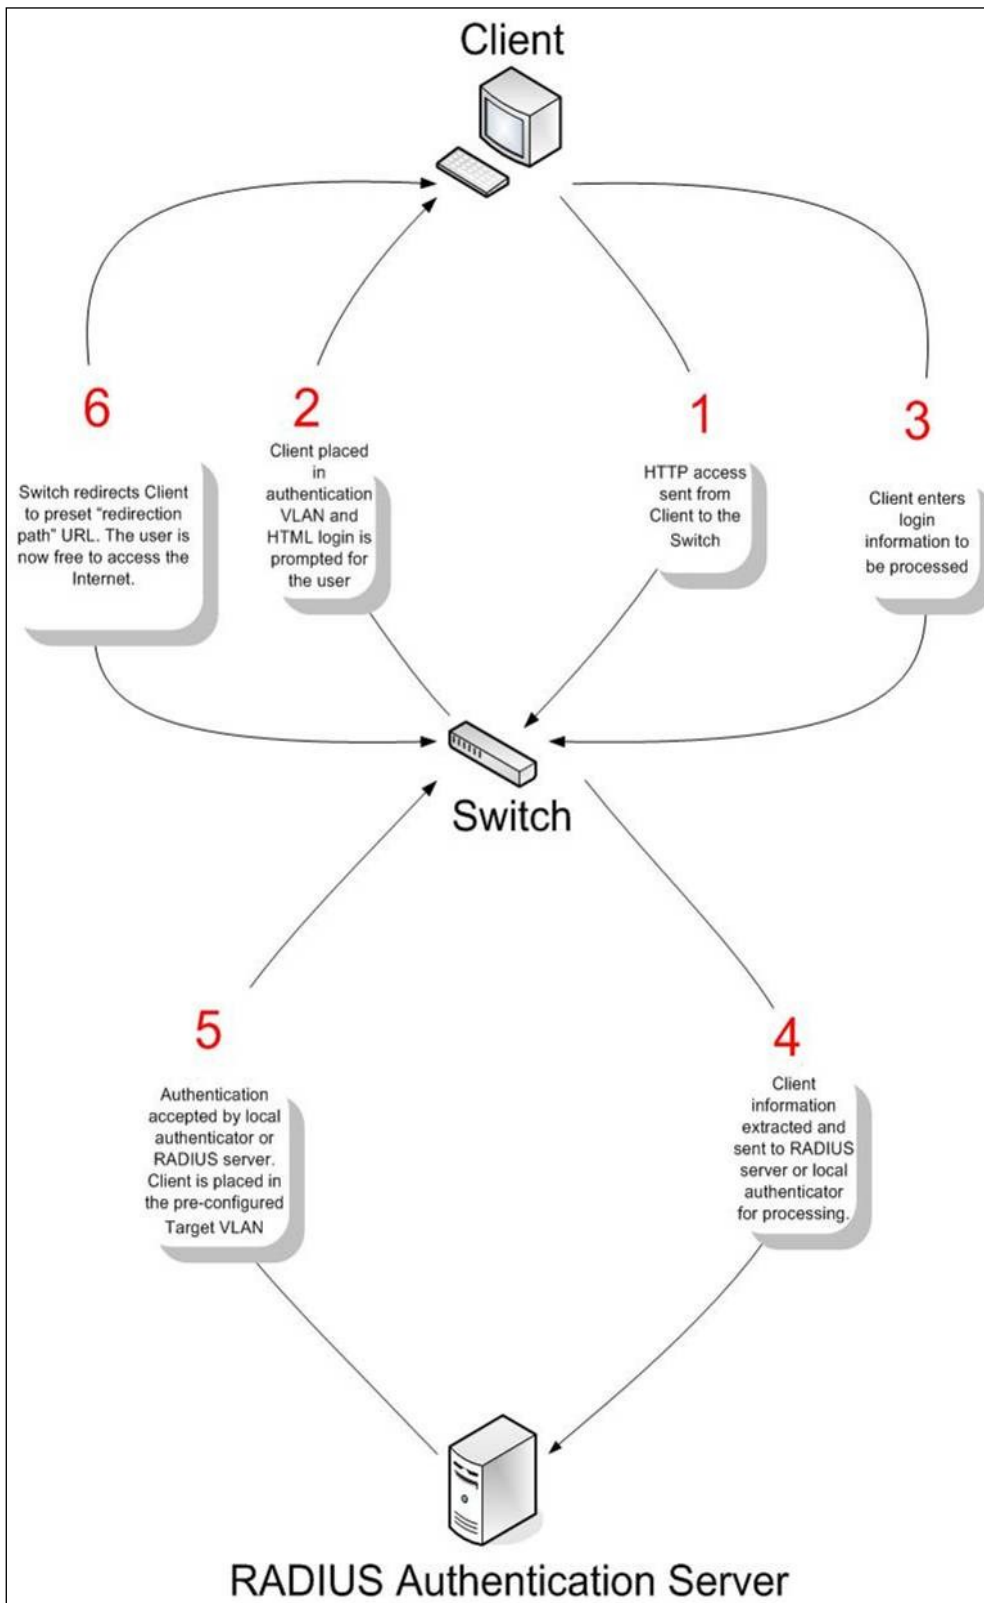 Client
6
Switch redirects Client
to preset “redirection
path” URL. The user is
now free to access the
Internet.
2
Client placed
in
authentication
VLAN and
HTML login is
prompted for
the user
1
HTTP access
sent from
Client to the
Switch
3
Client enters
login
information to
be processed
Switch
5
Authentication
accepted by local
authenticator or
RADIUS server.
Client is placed in
the pre-configured
Target VLAN
4
Client
information
extracted and
sent to RADIUS
server or local
authenticator
for processing.
RADIUS Authentication Server